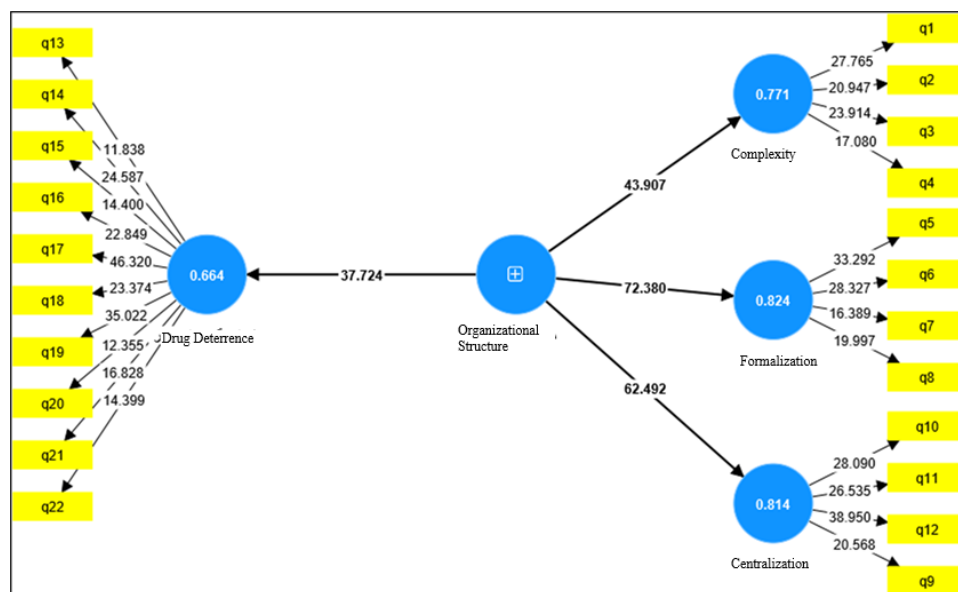 q13
q14
q15
q16
q17
q18
q19
q20
q21
q22
11.838
24.587
14.400
22.849
46.320
23.374
35.022
12.355
16.828
14.399
0.664
Drug Deterrence
37.724
Organizational
Structure
43.907
72.380
62.492
0.771
Complexity
27.765
20.947
23.914
17.080
q1
q2
q3
q4
0.824
Formalization
33.292
28.327
16.389
19.997
q5
q6
q7
q8
0.814
Centralization
28.090
26.535
38.950
20.568
q10
q11
q12
q9